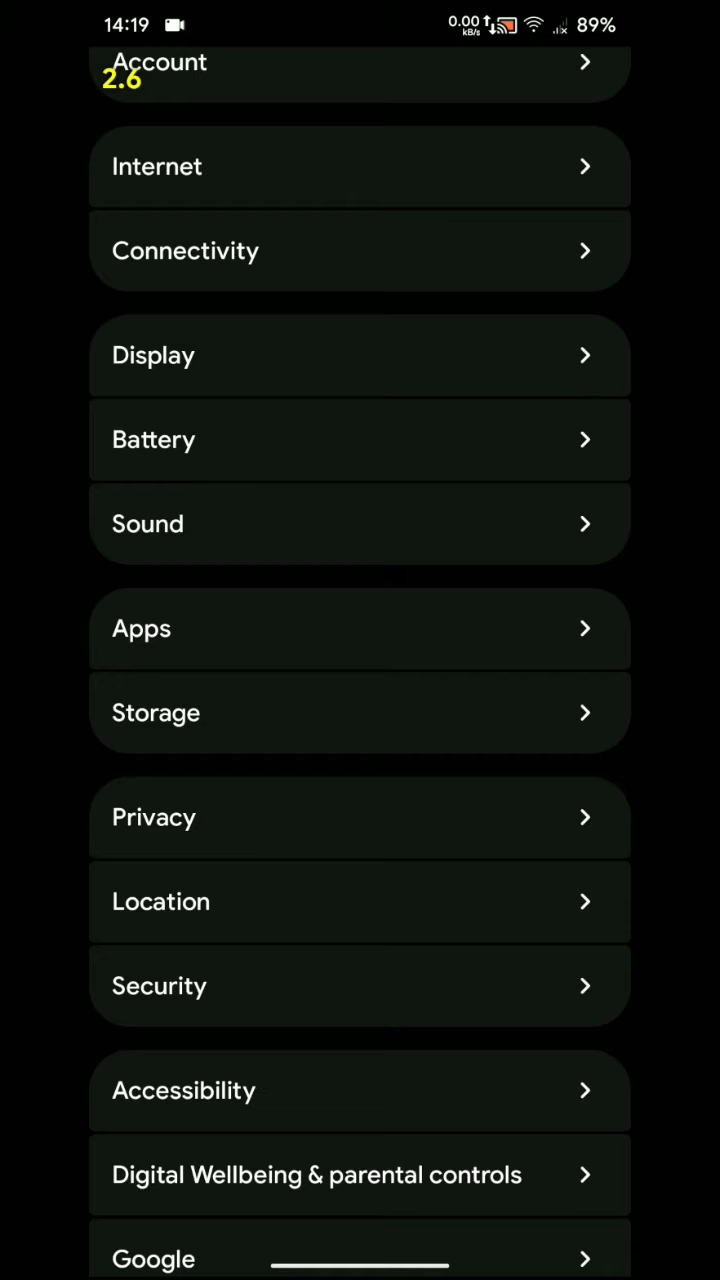 14:19 0.00 kB/s 89%
Account
2.6
Internet
Connectivity
Display
Battery
Sound
Apps
Storage
Privacy
Location
Security
Accessibility
Digital Wellbeing & parental controls
Google